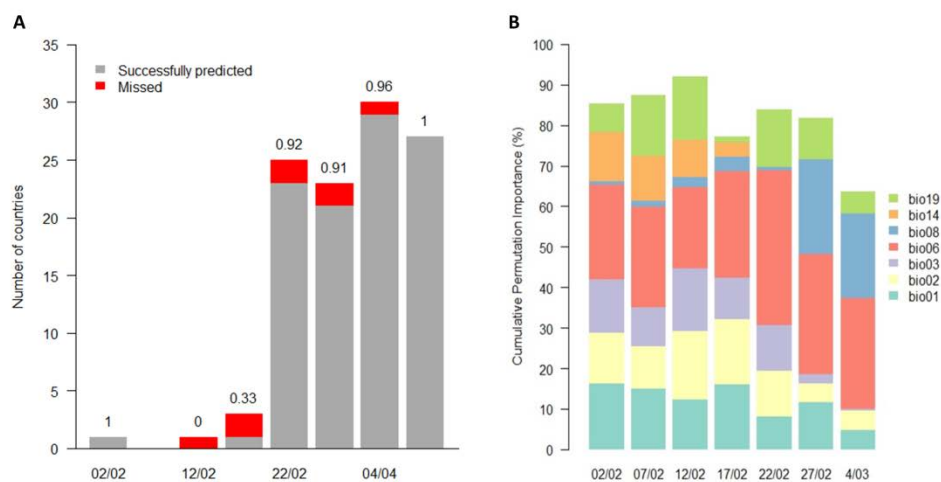 A
Number of countries
35
30
25
20
15
10
5
0
Successfully predicted
Missed
1
0
0.33
0.92
0.91
0.96
1
02/02
12/02
22/02
04/04
B
Cumulative Permutation Importance (%)
100
90
80
70
60
50
40
30
20
10
0
02/02
07/02
12/02
17/02
22/02
27/02
4/03
bio19
bio14
bio08
bio06
bio03
bio02
bio01